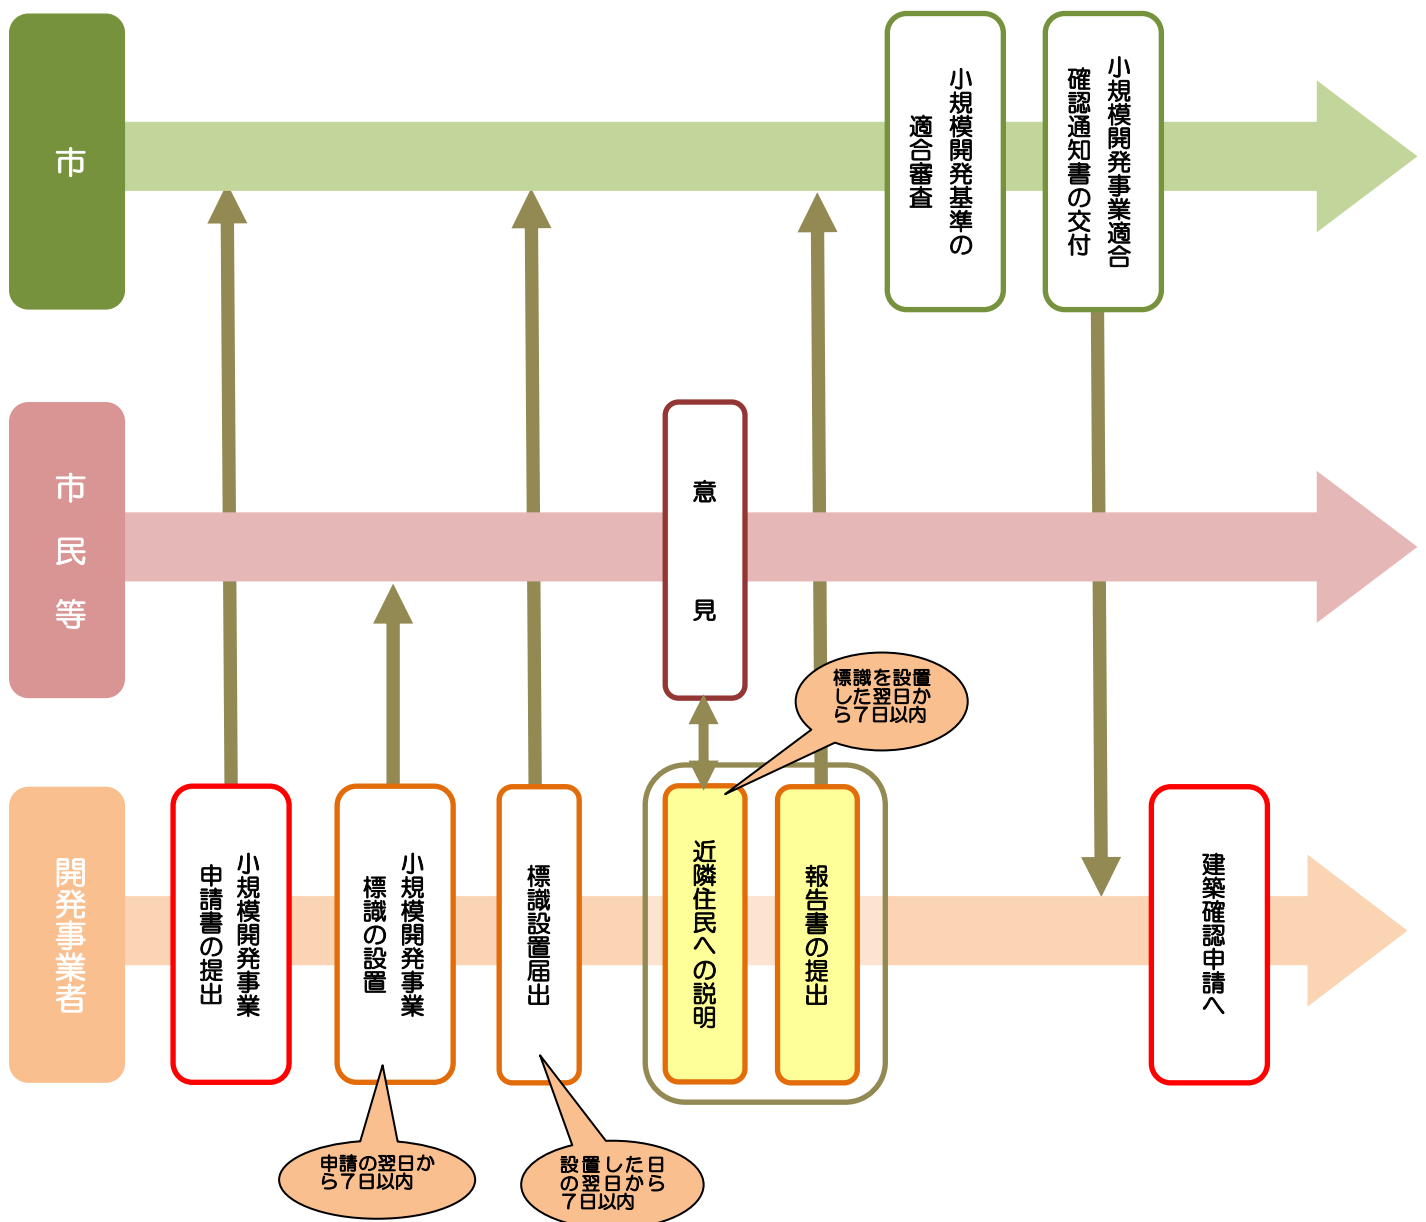 市
小規模開発基準の
適合審査
小規模開発事業適合
確認通知書の交付
市民等
意見
標識を設置
した翌日か
ら７日以内
開発事業者
小規模開発事業
申請書の提出
小規模開発事業
標識の設置
標識設置届出
近隣住民への説明
報告書の提出
建築確認申請へ
申請の翌日か
ら７日以内
設置した日
の翌日から
７日以内